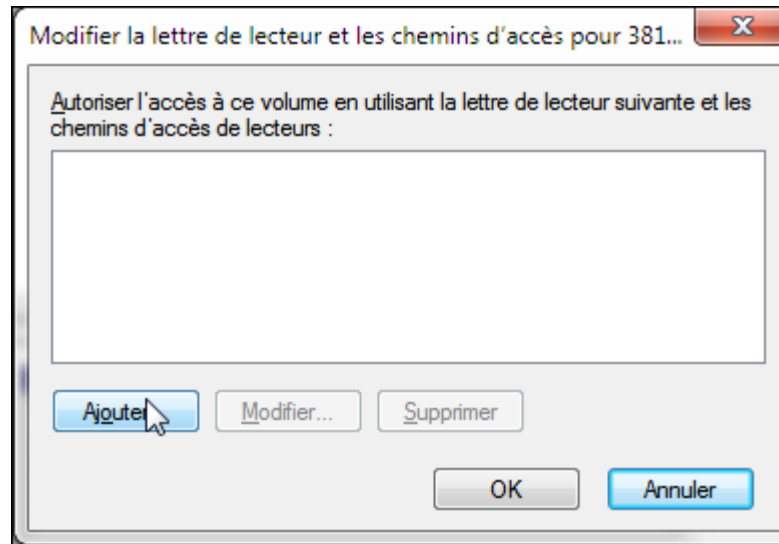 Modifier la lettre de lecteur et les chemins d'accès pour 381...
Autoriser l'accès à ce volume en utilisant la lettre de lecteur suivante et les
chemins d'accès de lecteurs :
Ajouter
Modifier...
Supprimer
OK
Annuler